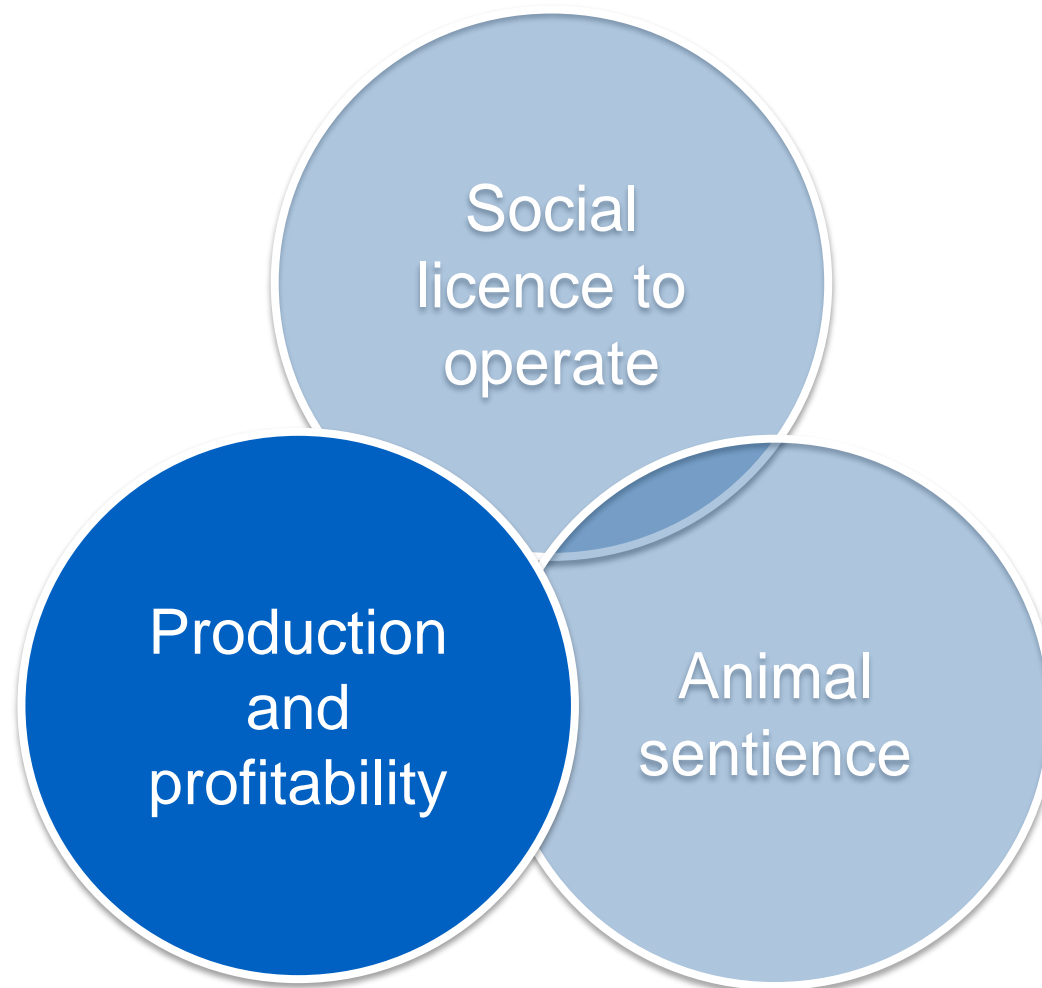 Social
licence to
operate
Production
and
profitability
Animal
sentience